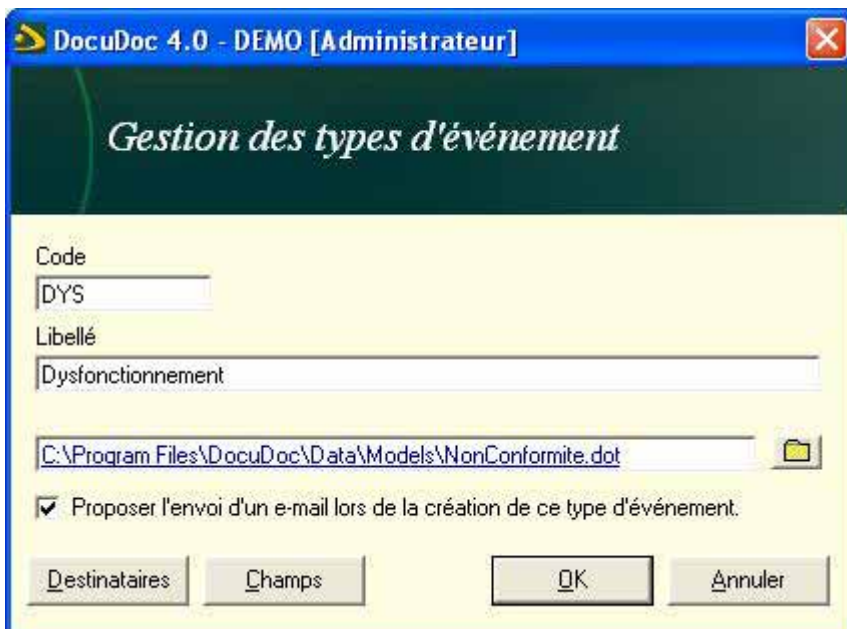 DocuDoc 4.0 - DEMO [Administrateur]
Gestion des types d'événement
Code
DYS
Libellé
Dysfonctionnement
C:\Program Files\DocuDoc\Data\Models\NonConformite.dot
Proposer l'envoi d'un e-mail lors de la création de ce type d'événement.
Destinataires Champs OK Annuler